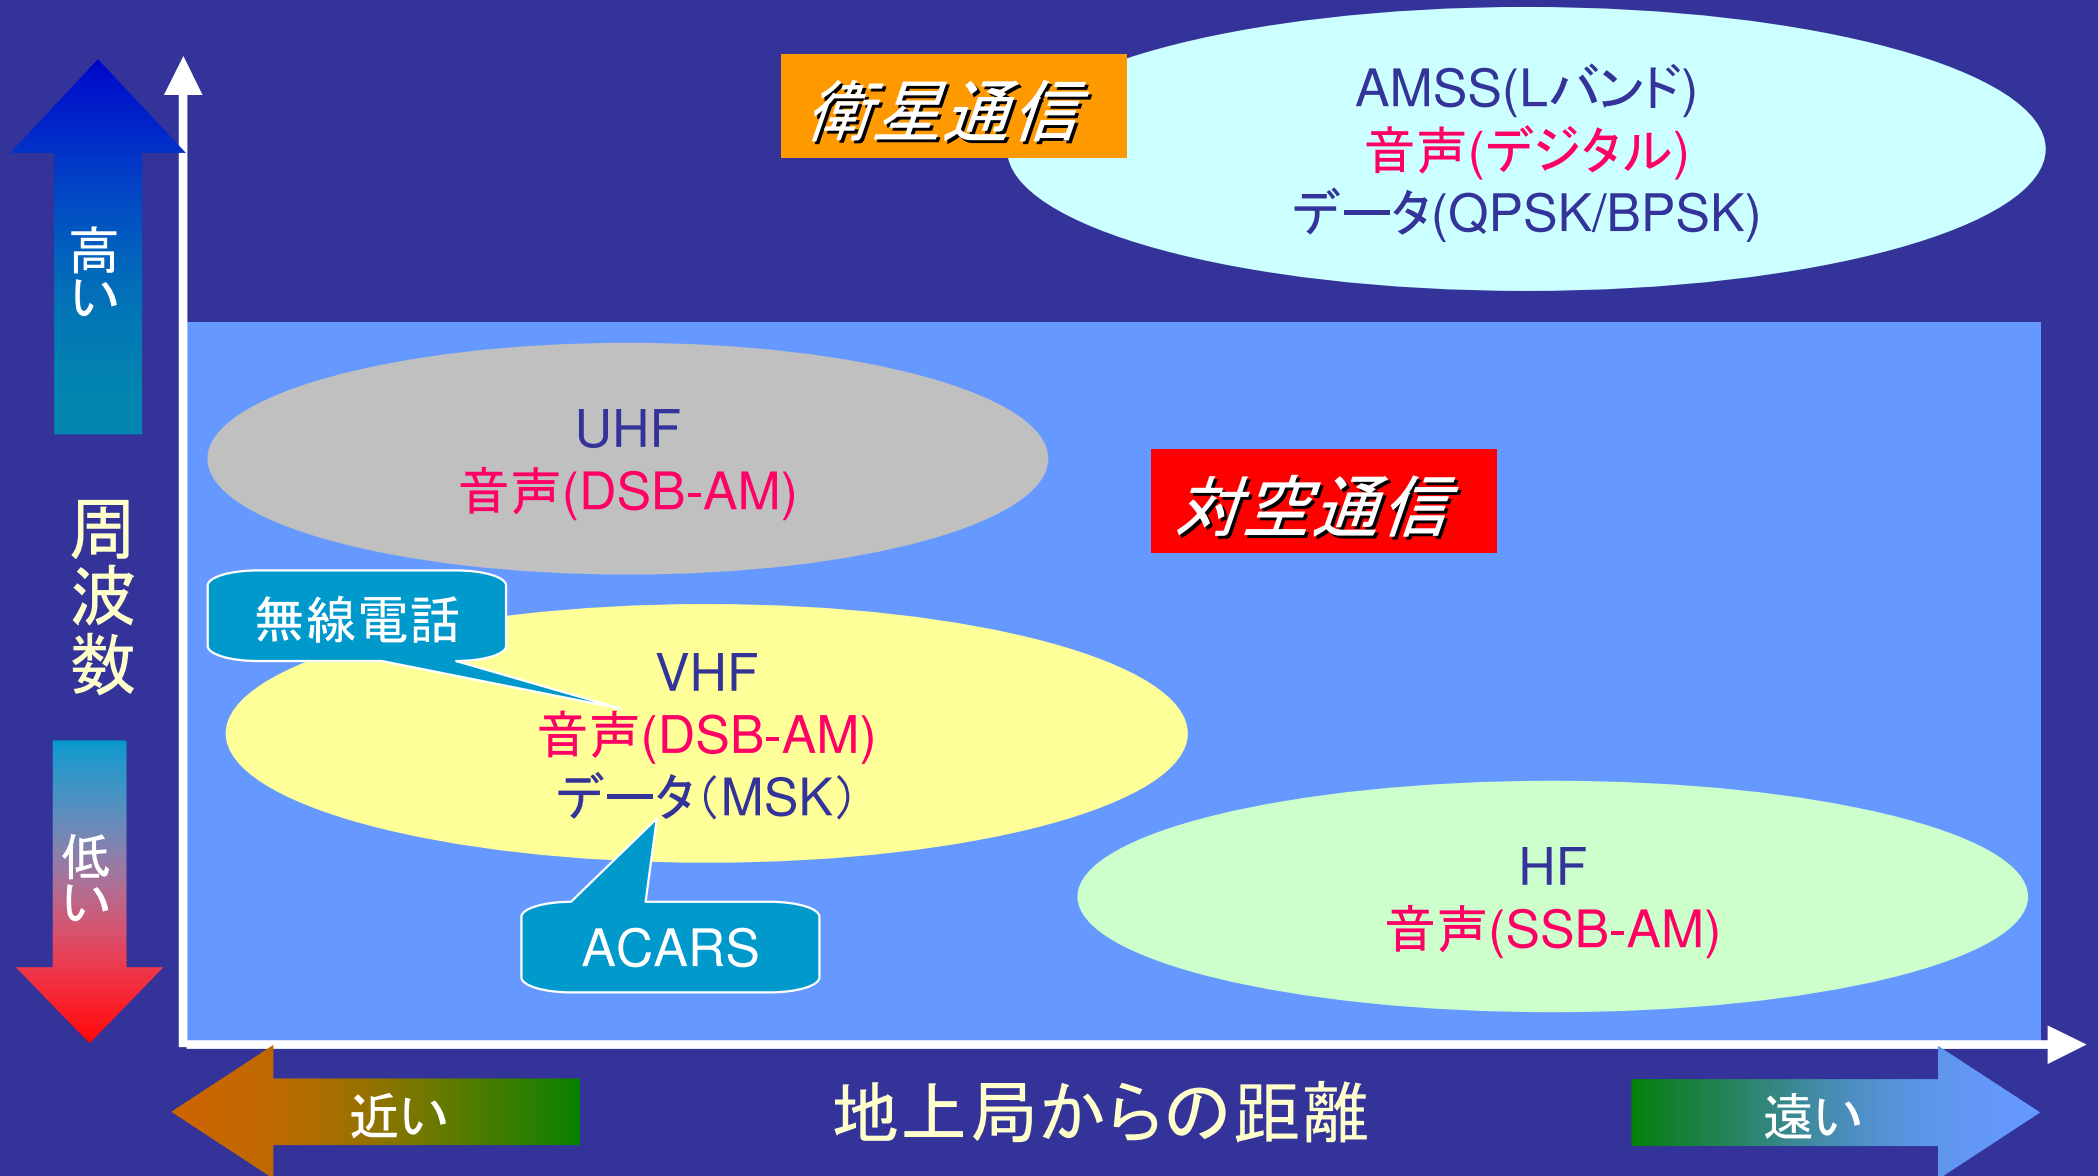 衛星通信
AMSS(Lバンド)
音声(デジタル)
データ(QPSK/BPSK)
高い
UHF
音声(DSB-AM)
対空通信
周波数
無線電話
VHF
音声(DSB-AM)
データ（MSK）
低い
HF
音声(SSB-AM)
ACARS
近い
地上局からの距離
遠い